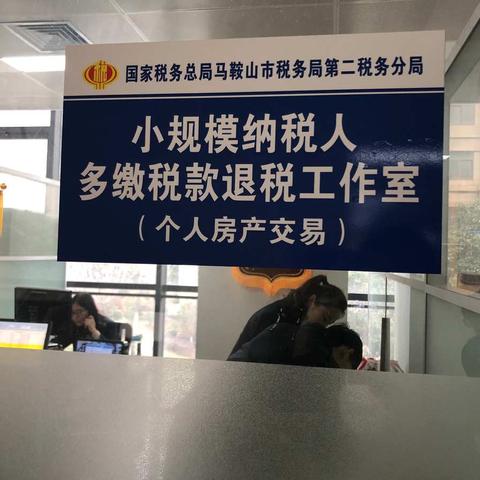 国家税务总局马鞍山市税务局第二税务分局
小规模纳税人
多缴税款退税工作室
(个人房产交易)